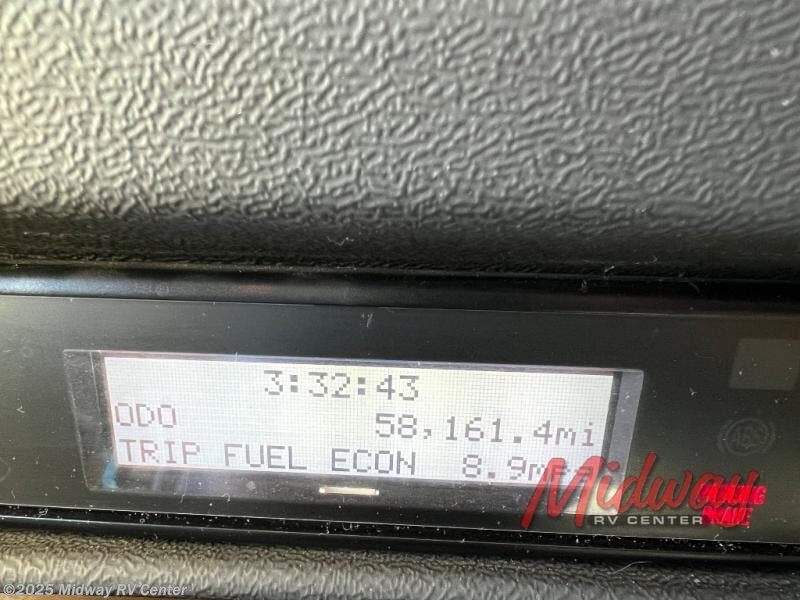 3:32:43
ODO 58,161.4mi
TRIP FUEL ECON 8.9m
Midway
RV CENTER
©2025 Midway RV Center